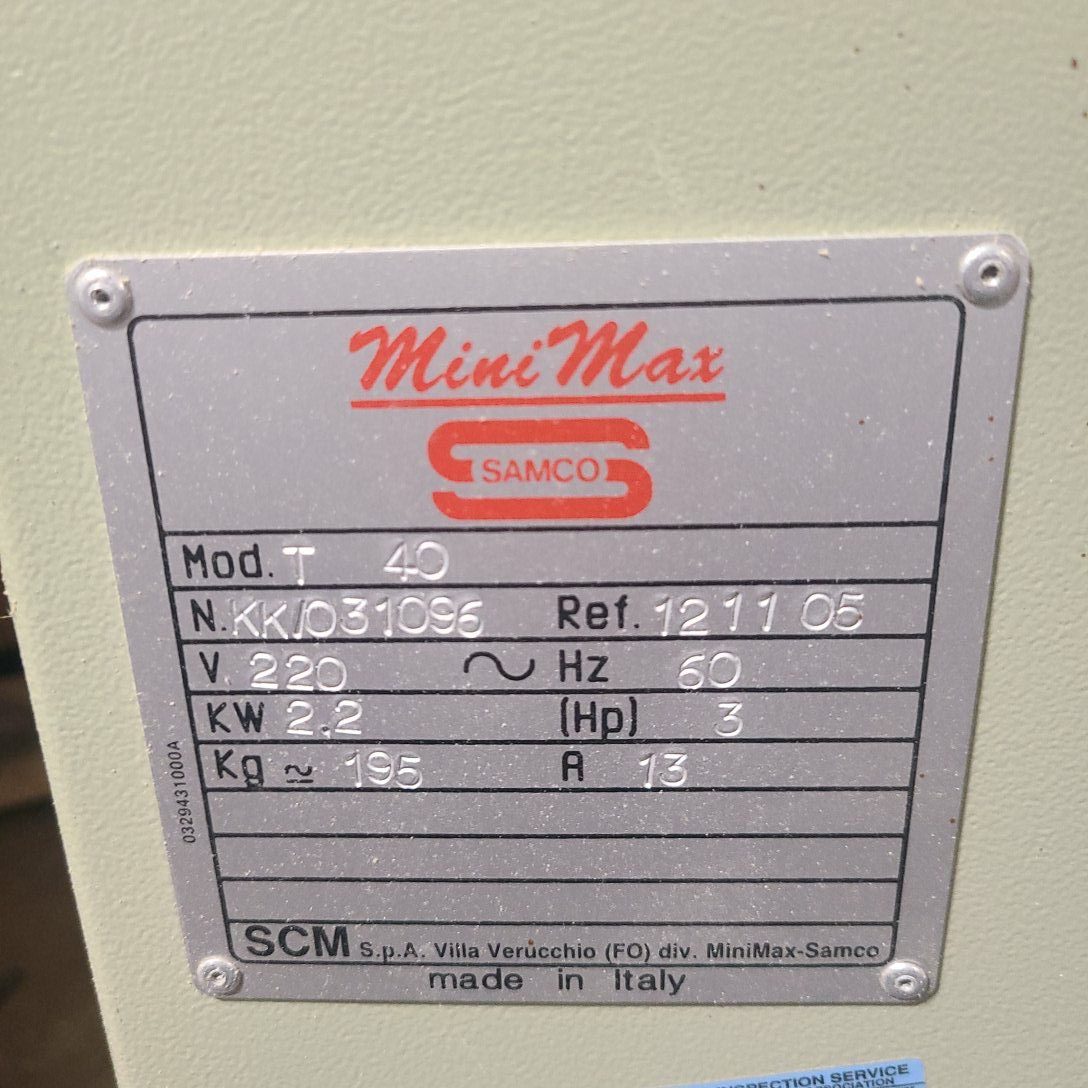 MiniMax
SAMCO
Mod. T 40
N. KK/031096 Ref. 12 11 05
V. 220 ~ Hz 60
KW 2.2 (Hp) 3
Kg ≃ 195 A 13
0329431000A
SCM S.p.A. Villa Verucchio (FO) div. MiniMax-Samco
made in Italy
INSPECTION SERVICE
ASSOCIATION